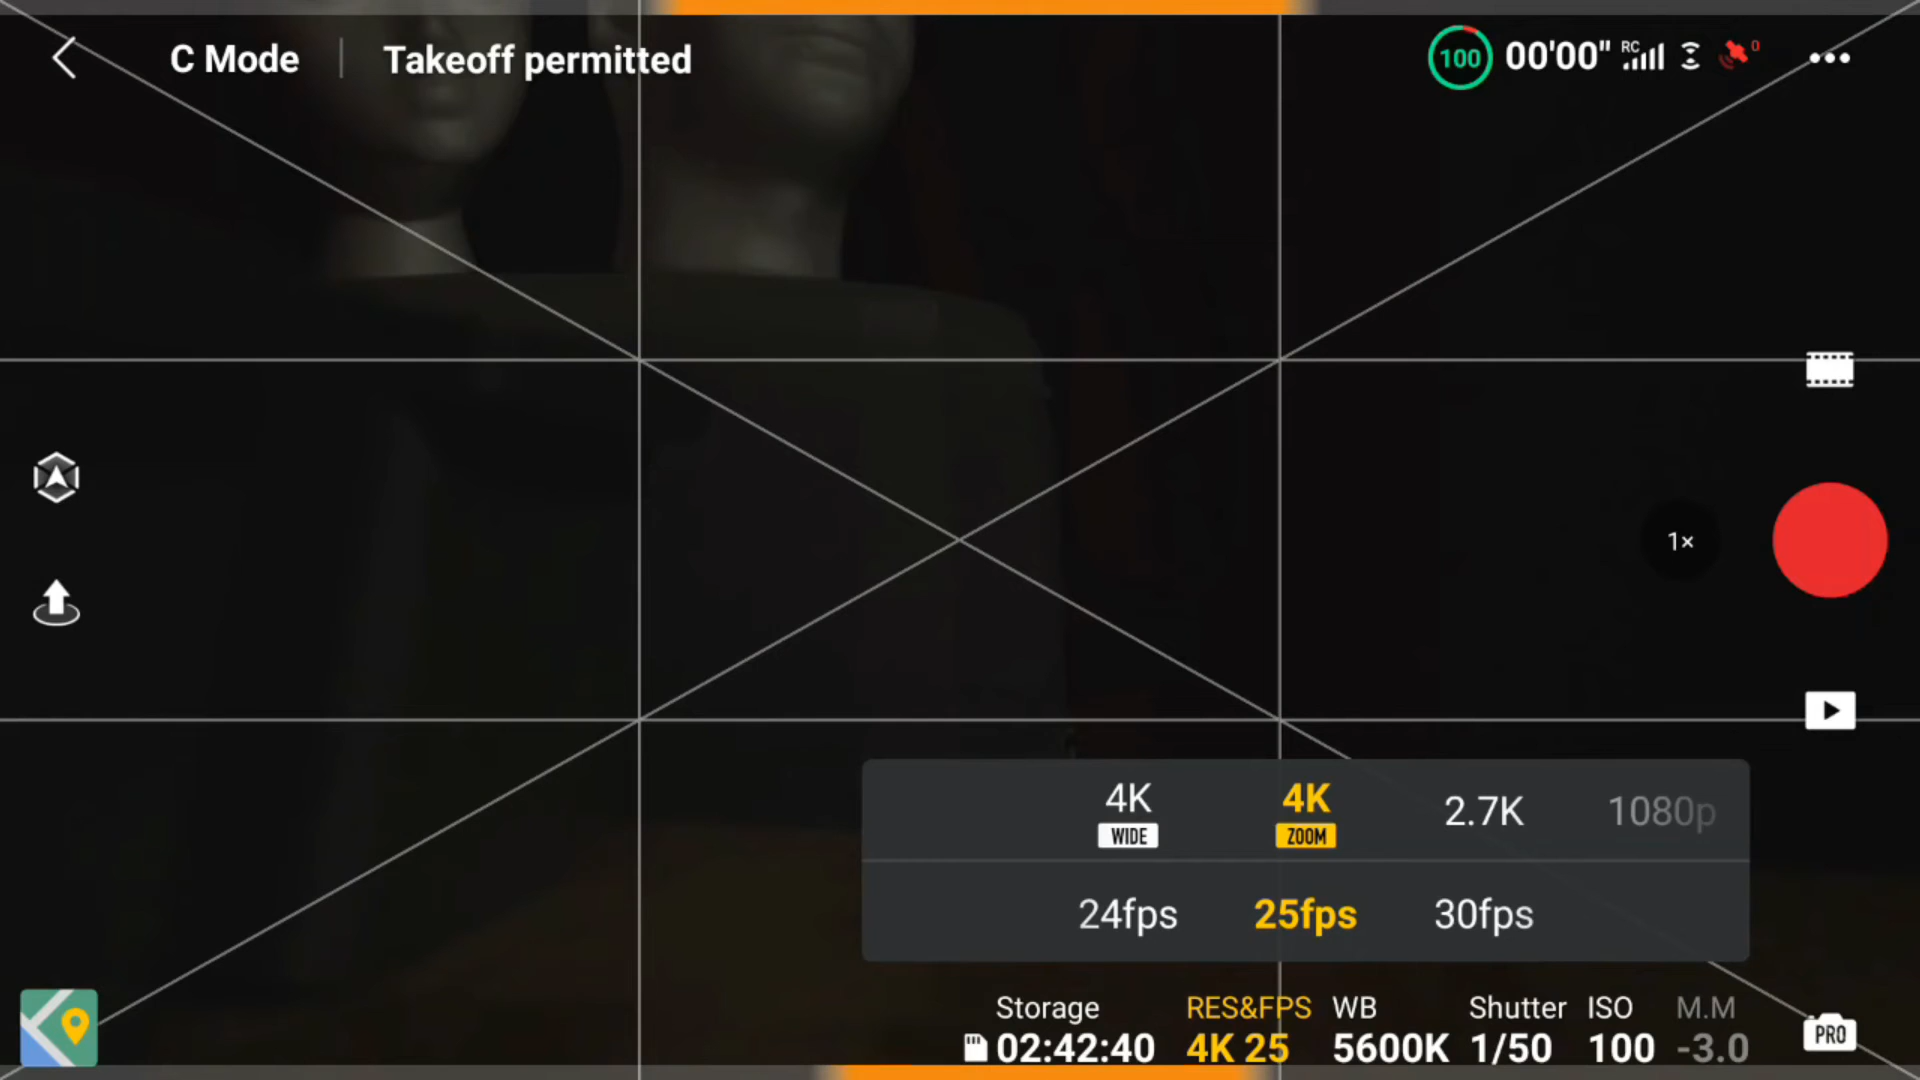 C Mode | Takeoff permitted
100 00'00" RC 0
1×
4K 4K 2.7K 1080p
WIDE ZOOM
24fps 25fps 30fps
Storage RES&FPS WB Shutter ISO M.M
02:42:40 4K 25 5600K 1/50 100 -3.0
PRO